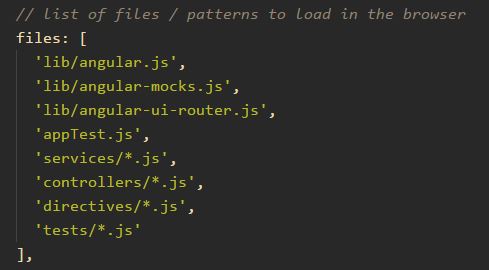 // list of files / patterns to load in the browser
files: [
'lib/angular.js',
'lib/angular-mocks.js',
'lib/angular-ui-router.js',
'appTest.js',
'services/*.js',
'controllers/*.js',
'directives/*.js',
'tests/*.js'
],